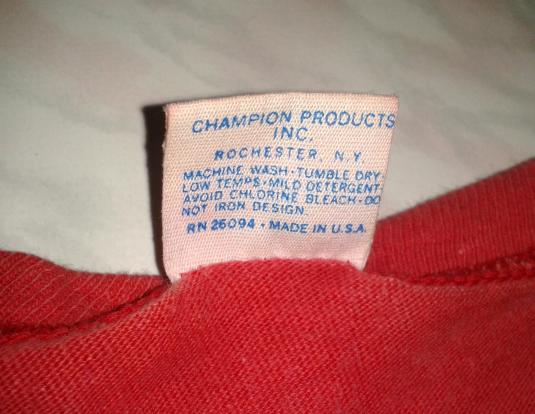 CHAMPION PRODUCTS
INC.
ROCHESTER, N.Y.
MACHINE WASH · TUMBLE DRY ·
LOW TEMPS · MILD DETERGENT ·
AVOID CHLORINE BLEACH · DO
NOT IRON DESIGN
RN 26094 · MADE IN U.S.A.